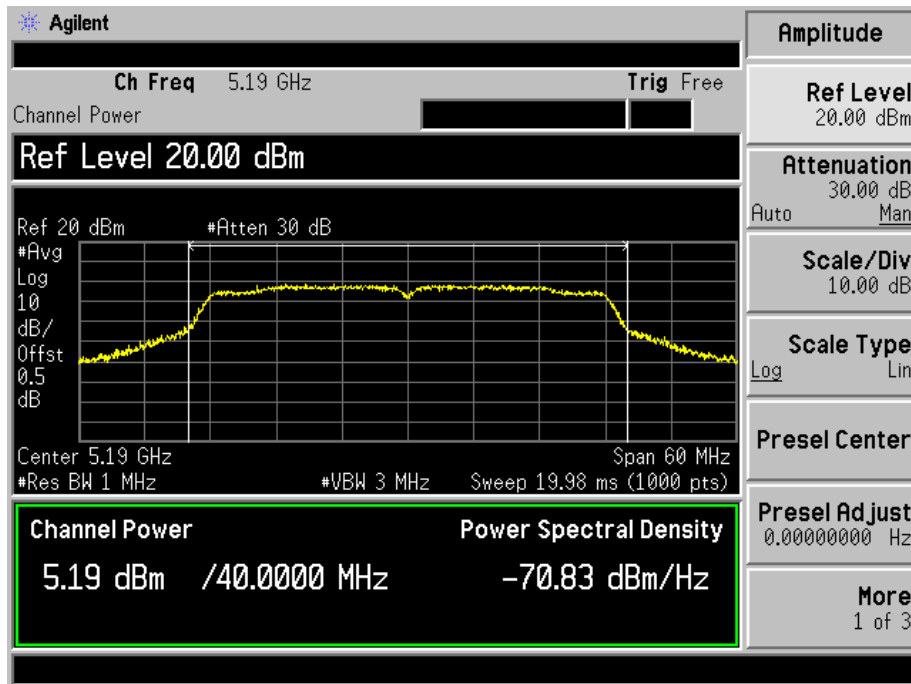 Agilent
Ch Freq 5.19 GHz Trig Free
Channel Power
Ref Level 20.00 dBm
Ref 20 dBm #Atten 30 dB
#Avg
Log
10
dB/
Offst
0.5
dB
Center 5.19 GHz Span 60 MHz
#Res BW 1 MHz #VBW 3 MHz Sweep 19.98 ms (1000 pts)
Channel Power Power Spectral Density
5.19 dBm /40.0000 MHz -70.83 dBm/Hz
Amplitude
Ref Level
20.00 dBm
Attenuation
30.00 dB
Auto Man
Scale/Div
10.00 dB
Scale Type
Log Lin
Presel Center
Presel Adjust
0.00000000 Hz
More
1 of 3